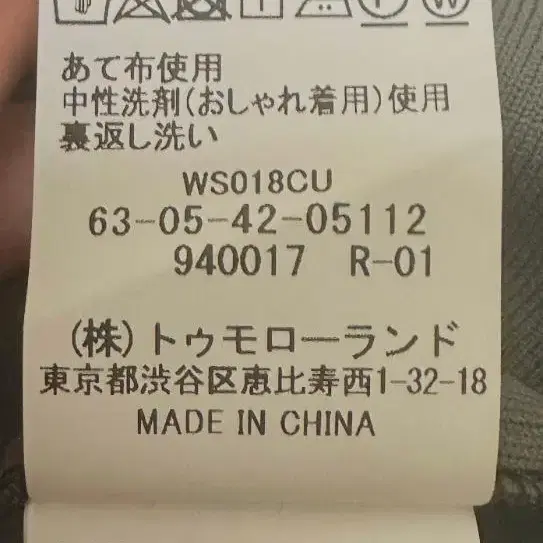 あて布使用
中性洗剤(おしゃれ着用)使用
裏返し洗い
WS018CU
63-05-42-05112
940017 R-01
(株)トゥモローランド
東京都渋谷区恵比寿西1-32-18
MADE IN CHINA